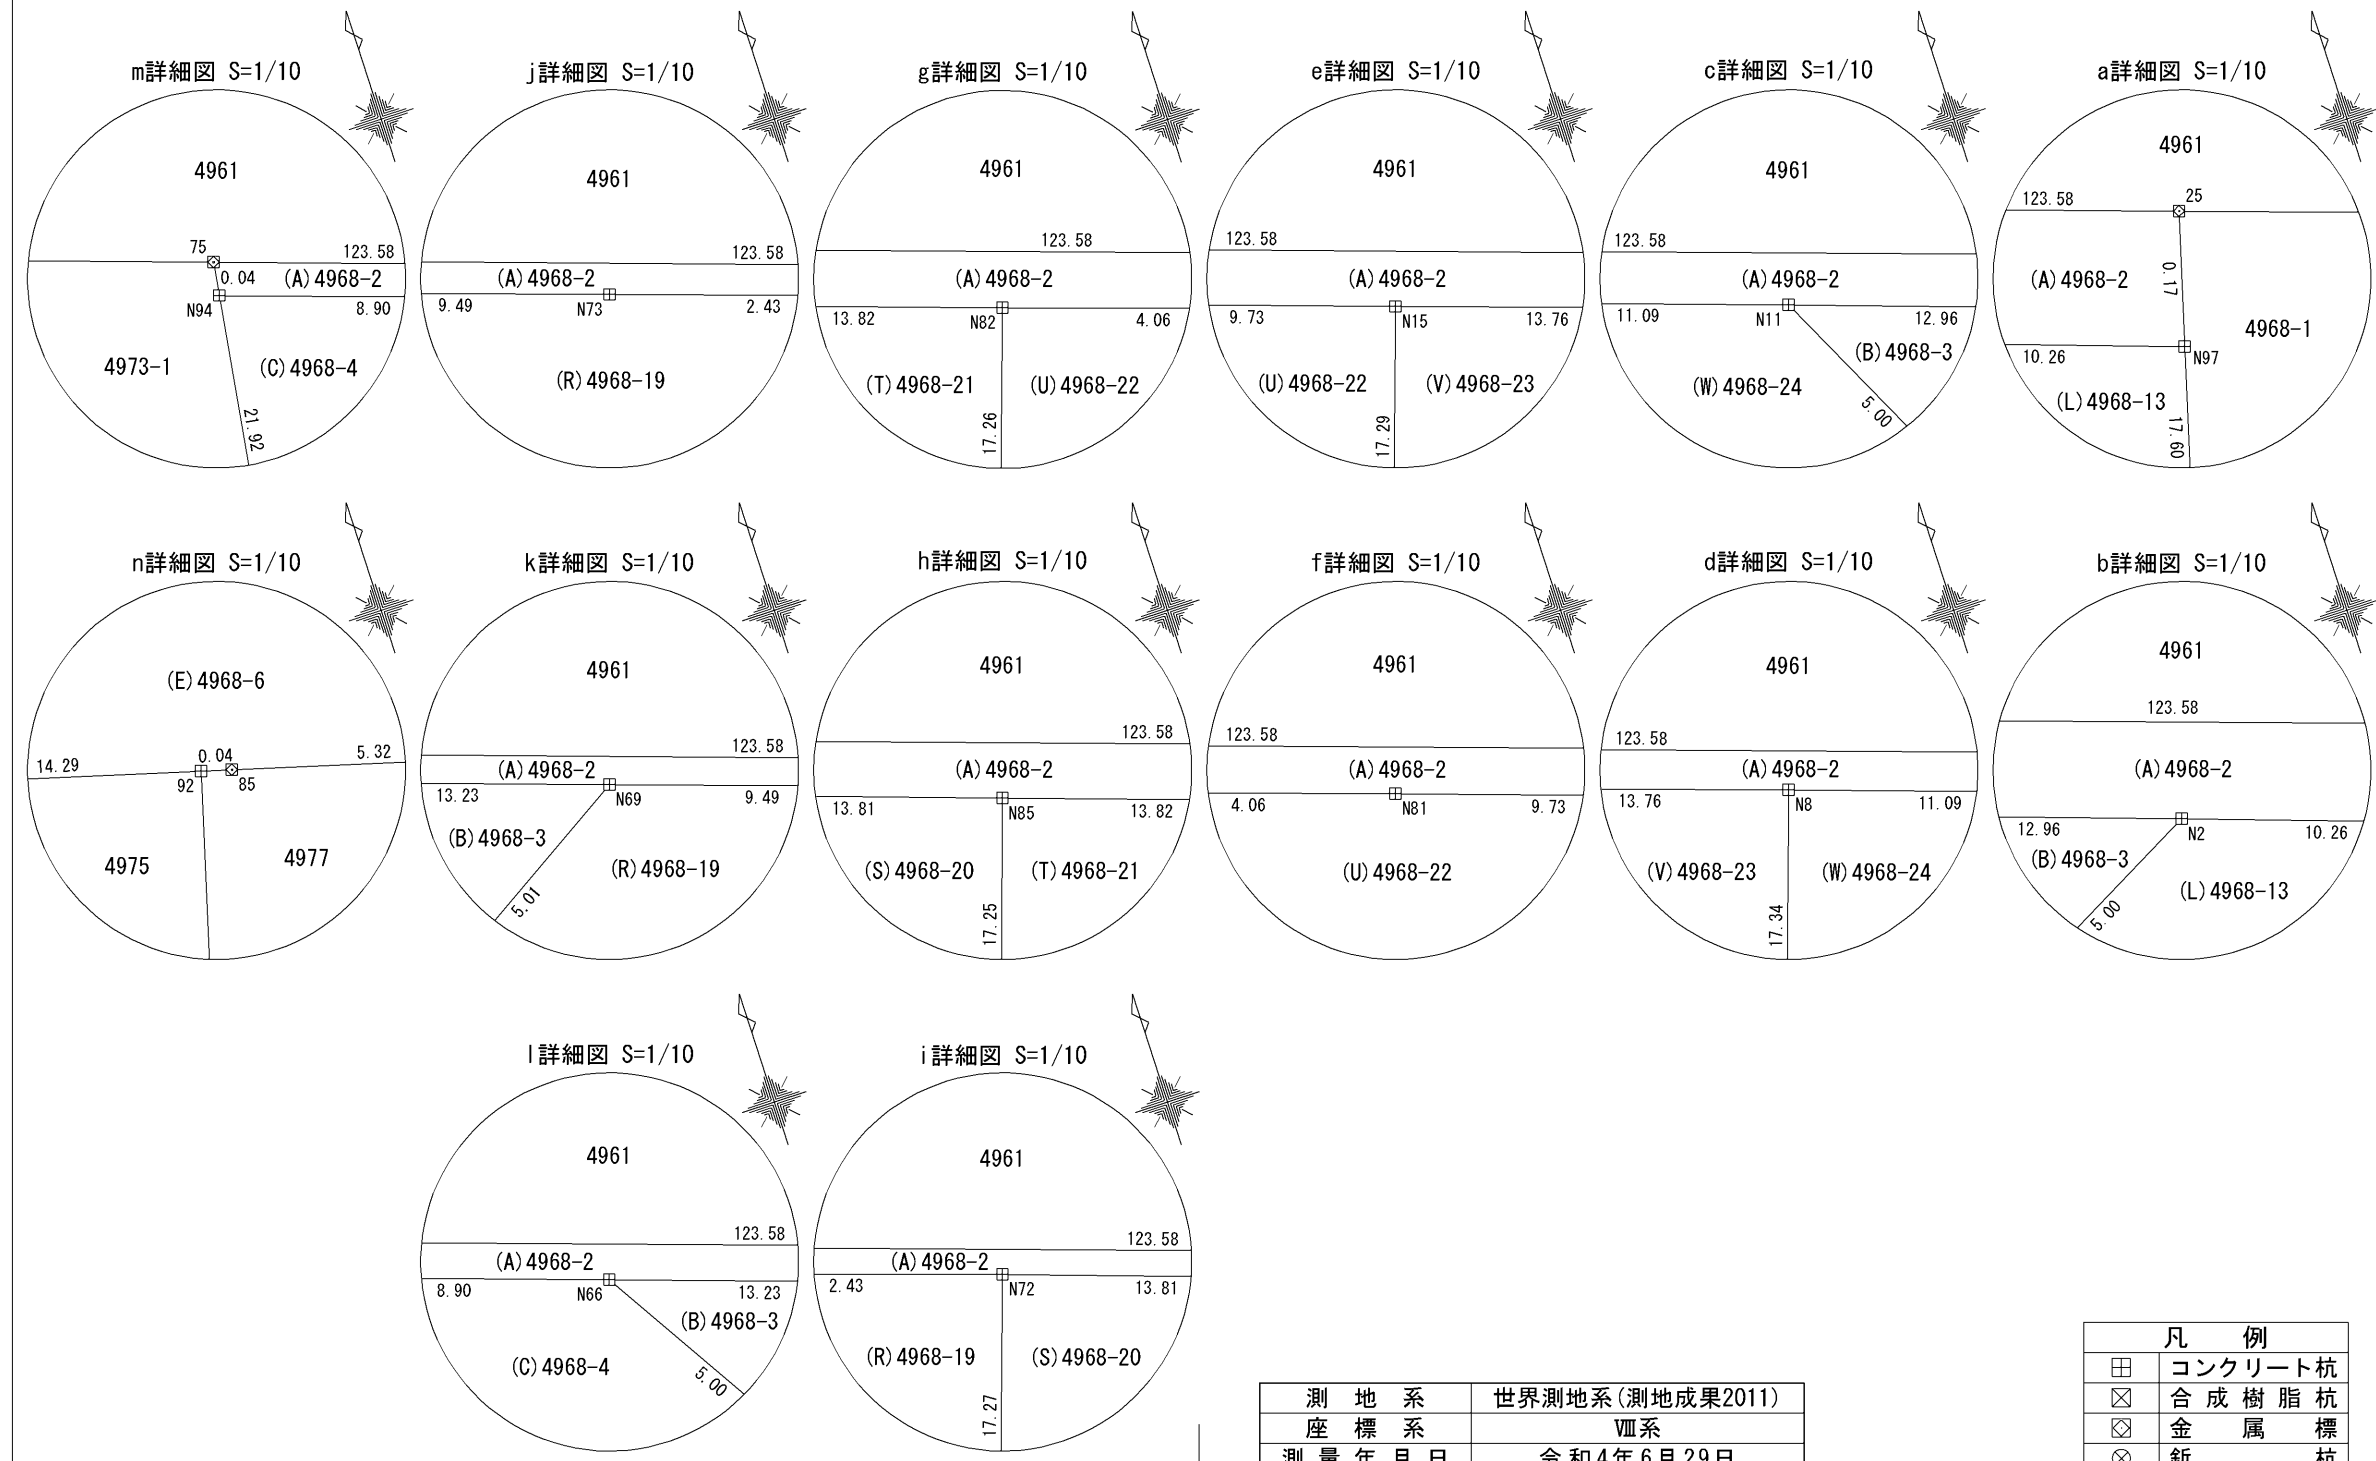 m詳細図 S=1/10
4961
75
123.58
0.04
(A)4968-2
N94
8.90
4973-1
(C)4968-4
21.92
j詳細図 S=1/10
4961
123.58
(A)4968-2
9.49
N73
2.43
(R)4968-19
g詳細図 S=1/10
4961
123.58
(A)4968-2
13.82
N82
4.06
(T)4968-21
(U)4968-22
17.26
e詳細図 S=1/10
4961
123.58
(A)4968-2
9.73
N15
13.76
(U)4968-22
(V)4968-23
17.29
c詳細図 S=1/10
4961
123.58
(A)4968-2
11.09
N11
12.96
(B)4968-3
(W)4968-24
5.00
a詳細図 S=1/10
4961
123.58
25
(A)4968-2
0.17
4968-1
10.26
N97
(L)4968-13
17.60
n詳細図 S=1/10
(E)4968-6
14.29
0.04
5.32
92
85
4975
4977
k詳細図 S=1/10
4961
123.58
(A)4968-2
13.23
N69
9.49
(B)4968-3
(R)4968-19
5.01
h詳細図 S=1/10
4961
123.58
(A)4968-2
13.81
N85
13.82
(S)4968-20
(T)4968-21
17.25
f詳細図 S=1/10
4961
123.58
(A)4968-2
4.06
N81
9.73
(U)4968-22
d詳細図 S=1/10
4961
123.58
(A)4968-2
13.76
N8
11.09
(V)4968-23
(W)4968-24
17.34
b詳細図 S=1/10
4961
123.58
(A)4968-2
12.96
N2
10.26
(B)4968-3
(L)4968-13
5.00
l詳細図 S=1/10
4961
123.58
(A)4968-2
8.90
N66
13.23
(B)4968-3
(C)4968-4
5.00
i詳細図 S=1/10
4961
123.58
(A)4968-2
2.43
N72
13.81
(R)4968-19
(S)4968-20
17.27
測地系 世界測地系(測地成果2011)
座標系 Ⅷ系
測量年月日 令和4年6月29日
凡例
コンクリート杭
合成樹脂杭
金属標
鋲 杭